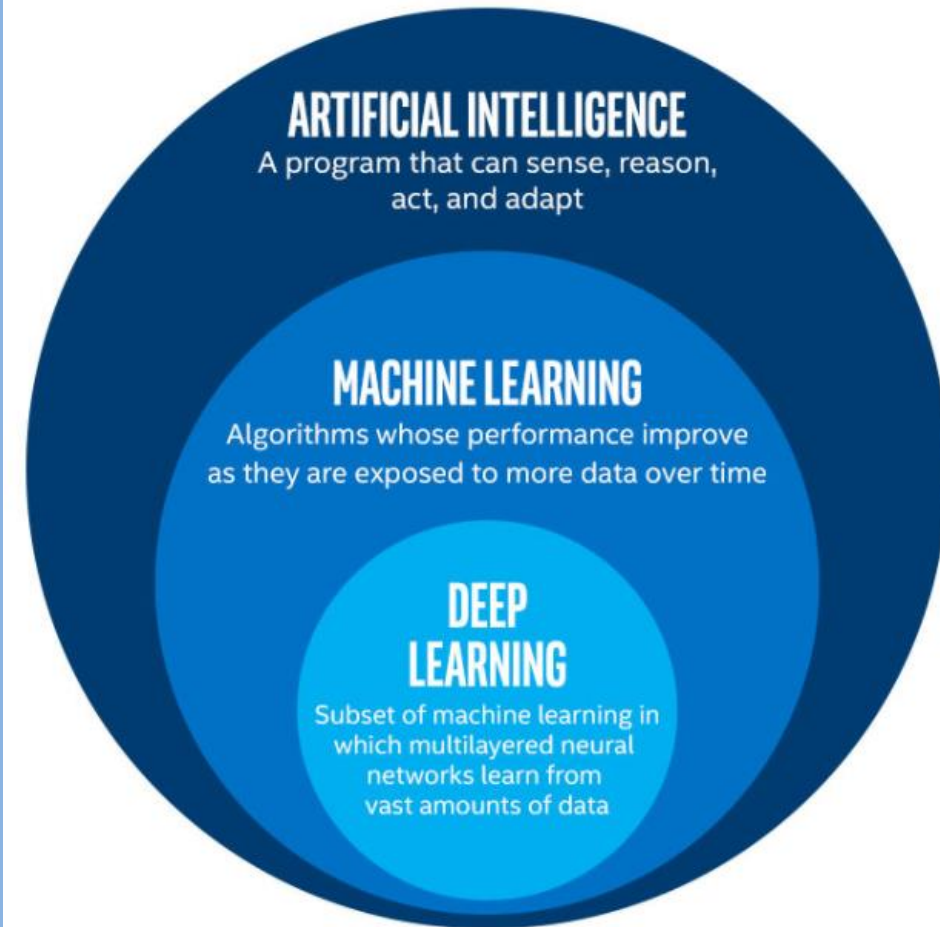 ARTIFICIAL INTELLIGENCE
A program that can sense, reason,
act, and adapt
MACHINE LEARNING
Algorithms whose performance improve
as they are exposed to more data over time
DEEP
LEARNING
Subset of machine learning in
which multilayered neural
networks learn from
vast amounts of data